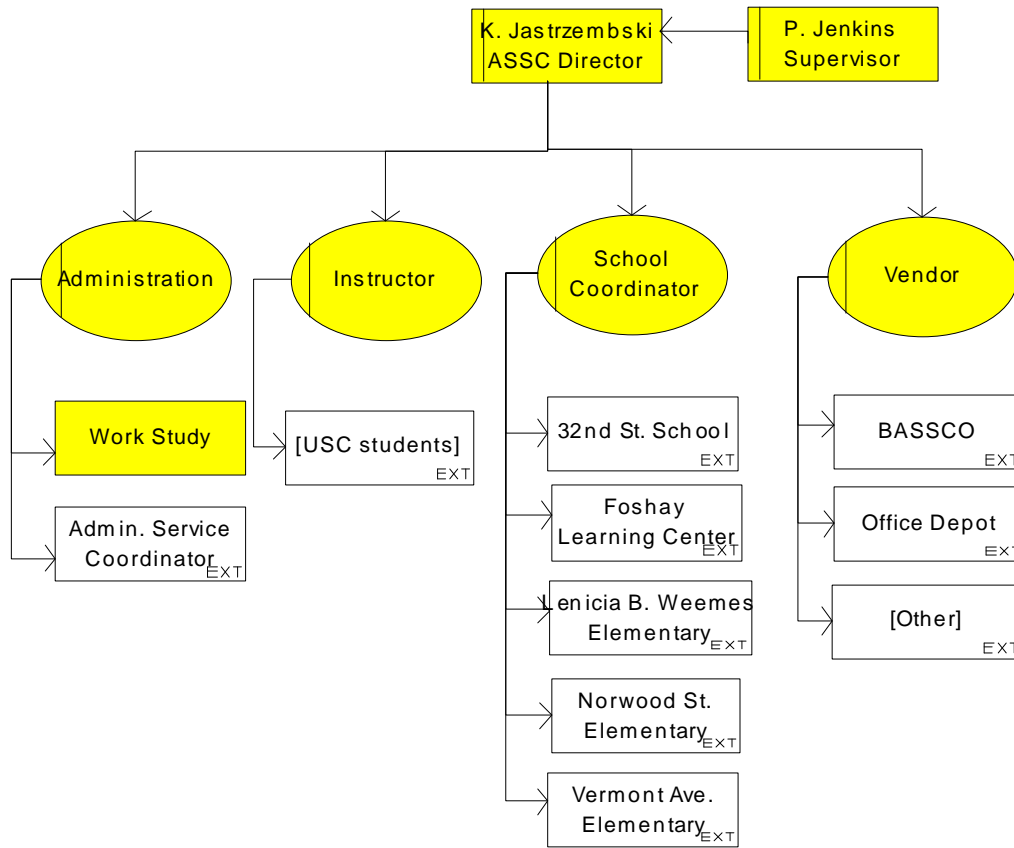 K. Jastrzembski
ASSC Director
P. Jenkins
Supervisor
Administration
Instructor
School
Coordinator
Vendor
Work Study
Admin. Service
Coordinator
EXT
[USC students]
EXT
32nd St. School
EXT
Foshay
Learning Center
EXT
Lenicia B. Weemes
Elementary
EXT
Norwood St.
Elementary
EXT
Vermont Ave.
Elementary
EXT
BASSCO
EXT
Office Depot
EXT
[Other]
EXT